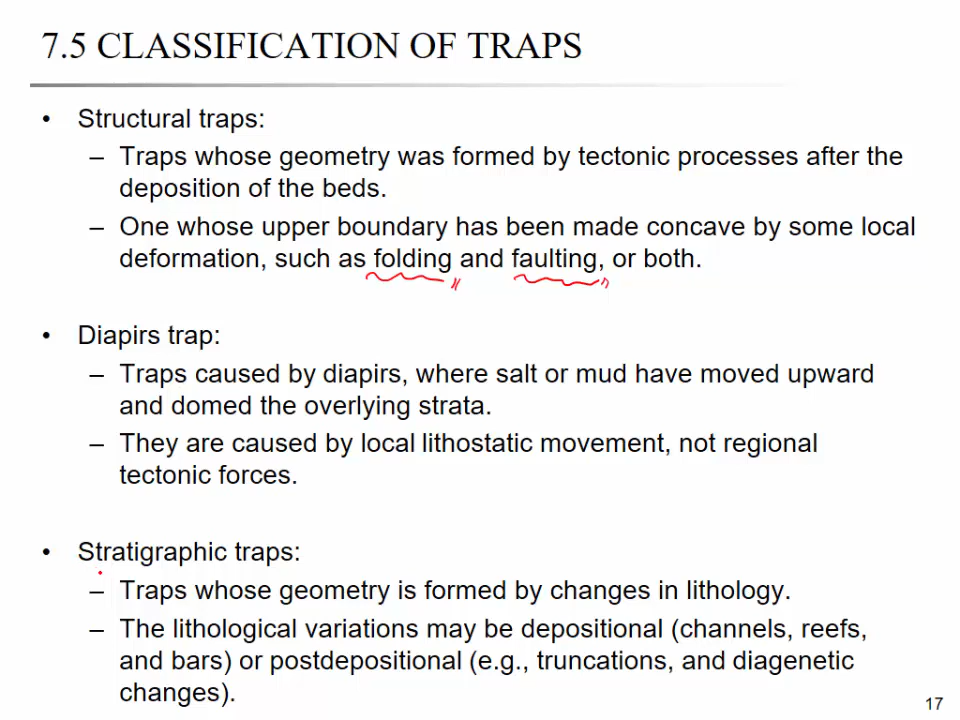 7.5 CLASSIFICATION OF TRAPS
• Structural traps:
– Traps whose geometry was formed by tectonic processes after the
deposition of the beds.
– One whose upper boundary has been made concave by some local
deformation, such as folding and faulting, or both.
• Diapirs trap:
– Traps caused by diapirs, where salt or mud have moved upward
and domed the overlying strata.
– They are caused by local lithostatic movement, not regional
tectonic forces.
• Stratigraphic traps:
– Traps whose geometry is formed by changes in lithology.
– The lithological variations may be depositional (channels, reefs,
and bars) or postdepositional (e.g., truncations, and diagenetic
changes).
17